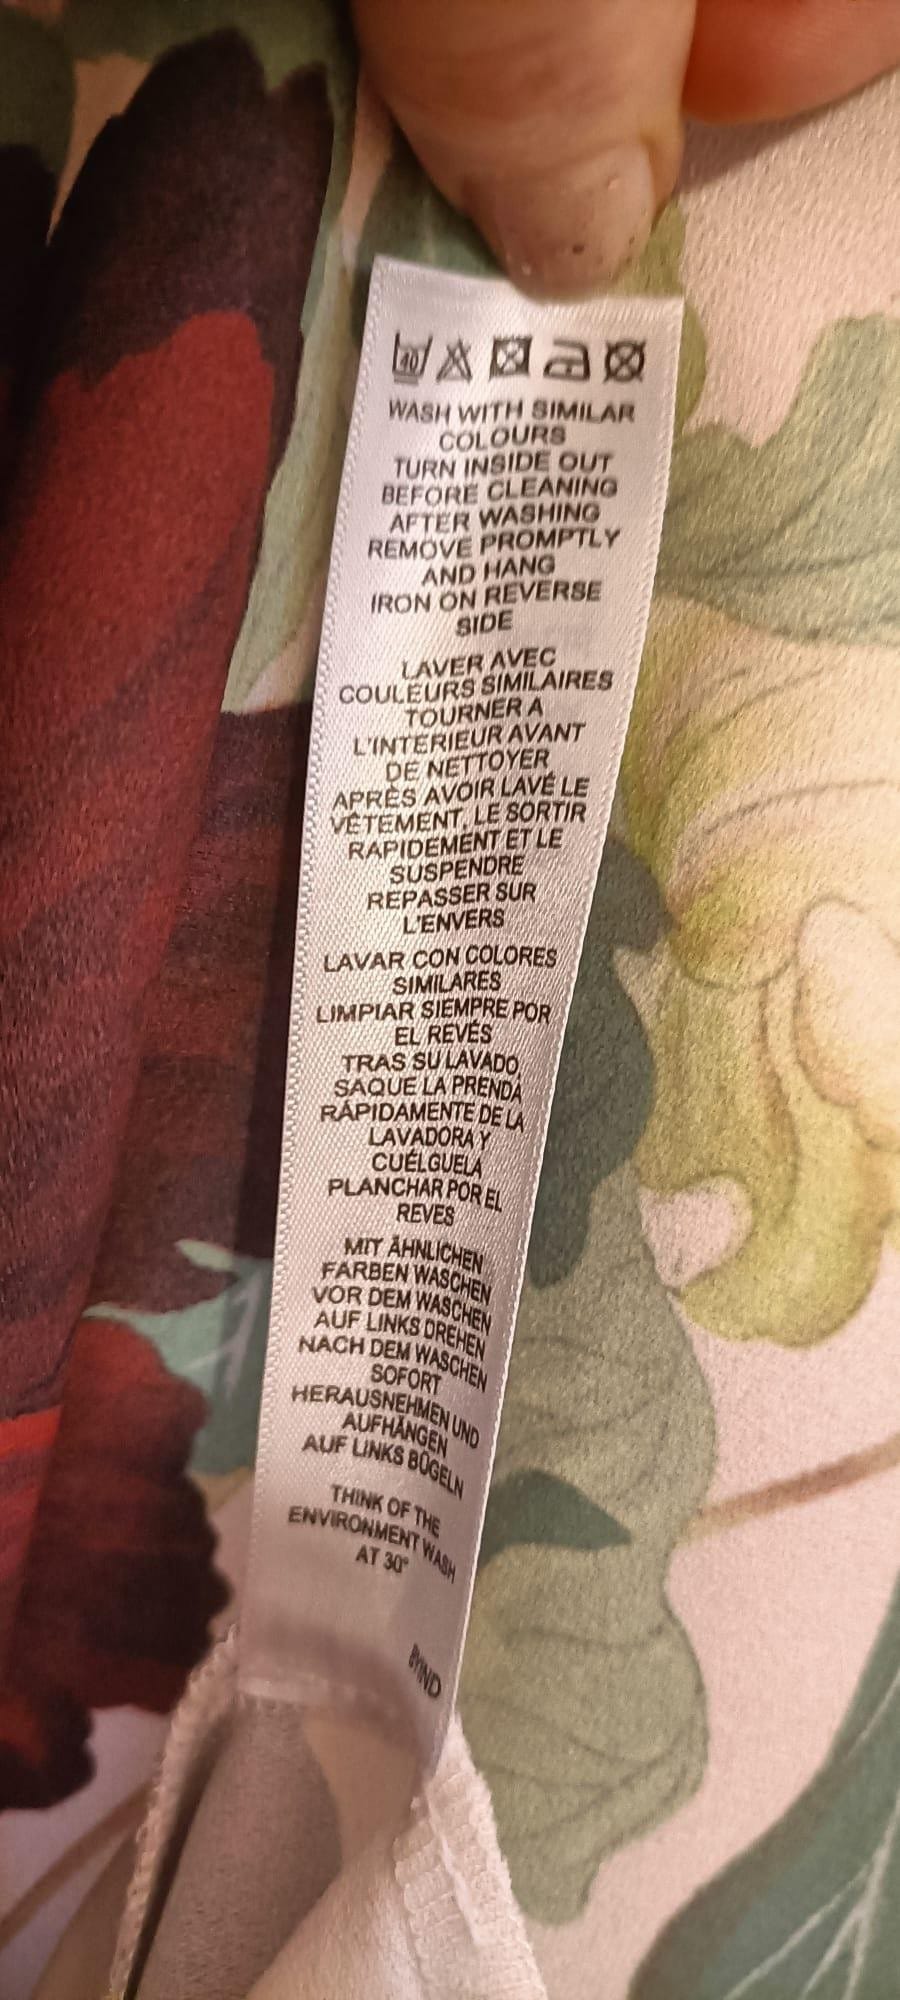 40
WASH WITH SIMILAR
COLOURS
TURN INSIDE OUT
BEFORE CLEANING
AFTER WASHING
REMOVE PROMPTLY
AND HANG
IRON ON REVERSE
SIDE
LAVER AVEC
COULEURS SIMILAIRES
TOURNER A
L'INTERIEUR AVANT
DE NETTOYER
APRÈS AVOIR LAVÉ LE
VÊTEMENT, LE SORTIR
RAPIDEMENT ET LE
SUSPENDRE
REPASSER SUR
L'ENVERS
LAVAR CON COLORES
SIMILARES
LIMPIAR SIEMPRE POR
EL REVÉS
TRAS SU LAVADO
SAQUE LA PRENDA
RÁPIDAMENTE DE LA
LAVADORA Y
CUÉLGUELA
PLANCHAR POR EL
REVES
MIT ÄHNLICHEN
FARBEN WASCHEN
VOR DEM WASCHEN
AUF LINKS DREHEN
NACH DEM WASCHEN
SOFORT
HERAUSNEHMEN UND
AUFHÄNGEN
AUF LINKS BÜGELN
THINK OF THE
ENVIRONMENT WASH
AT 30°